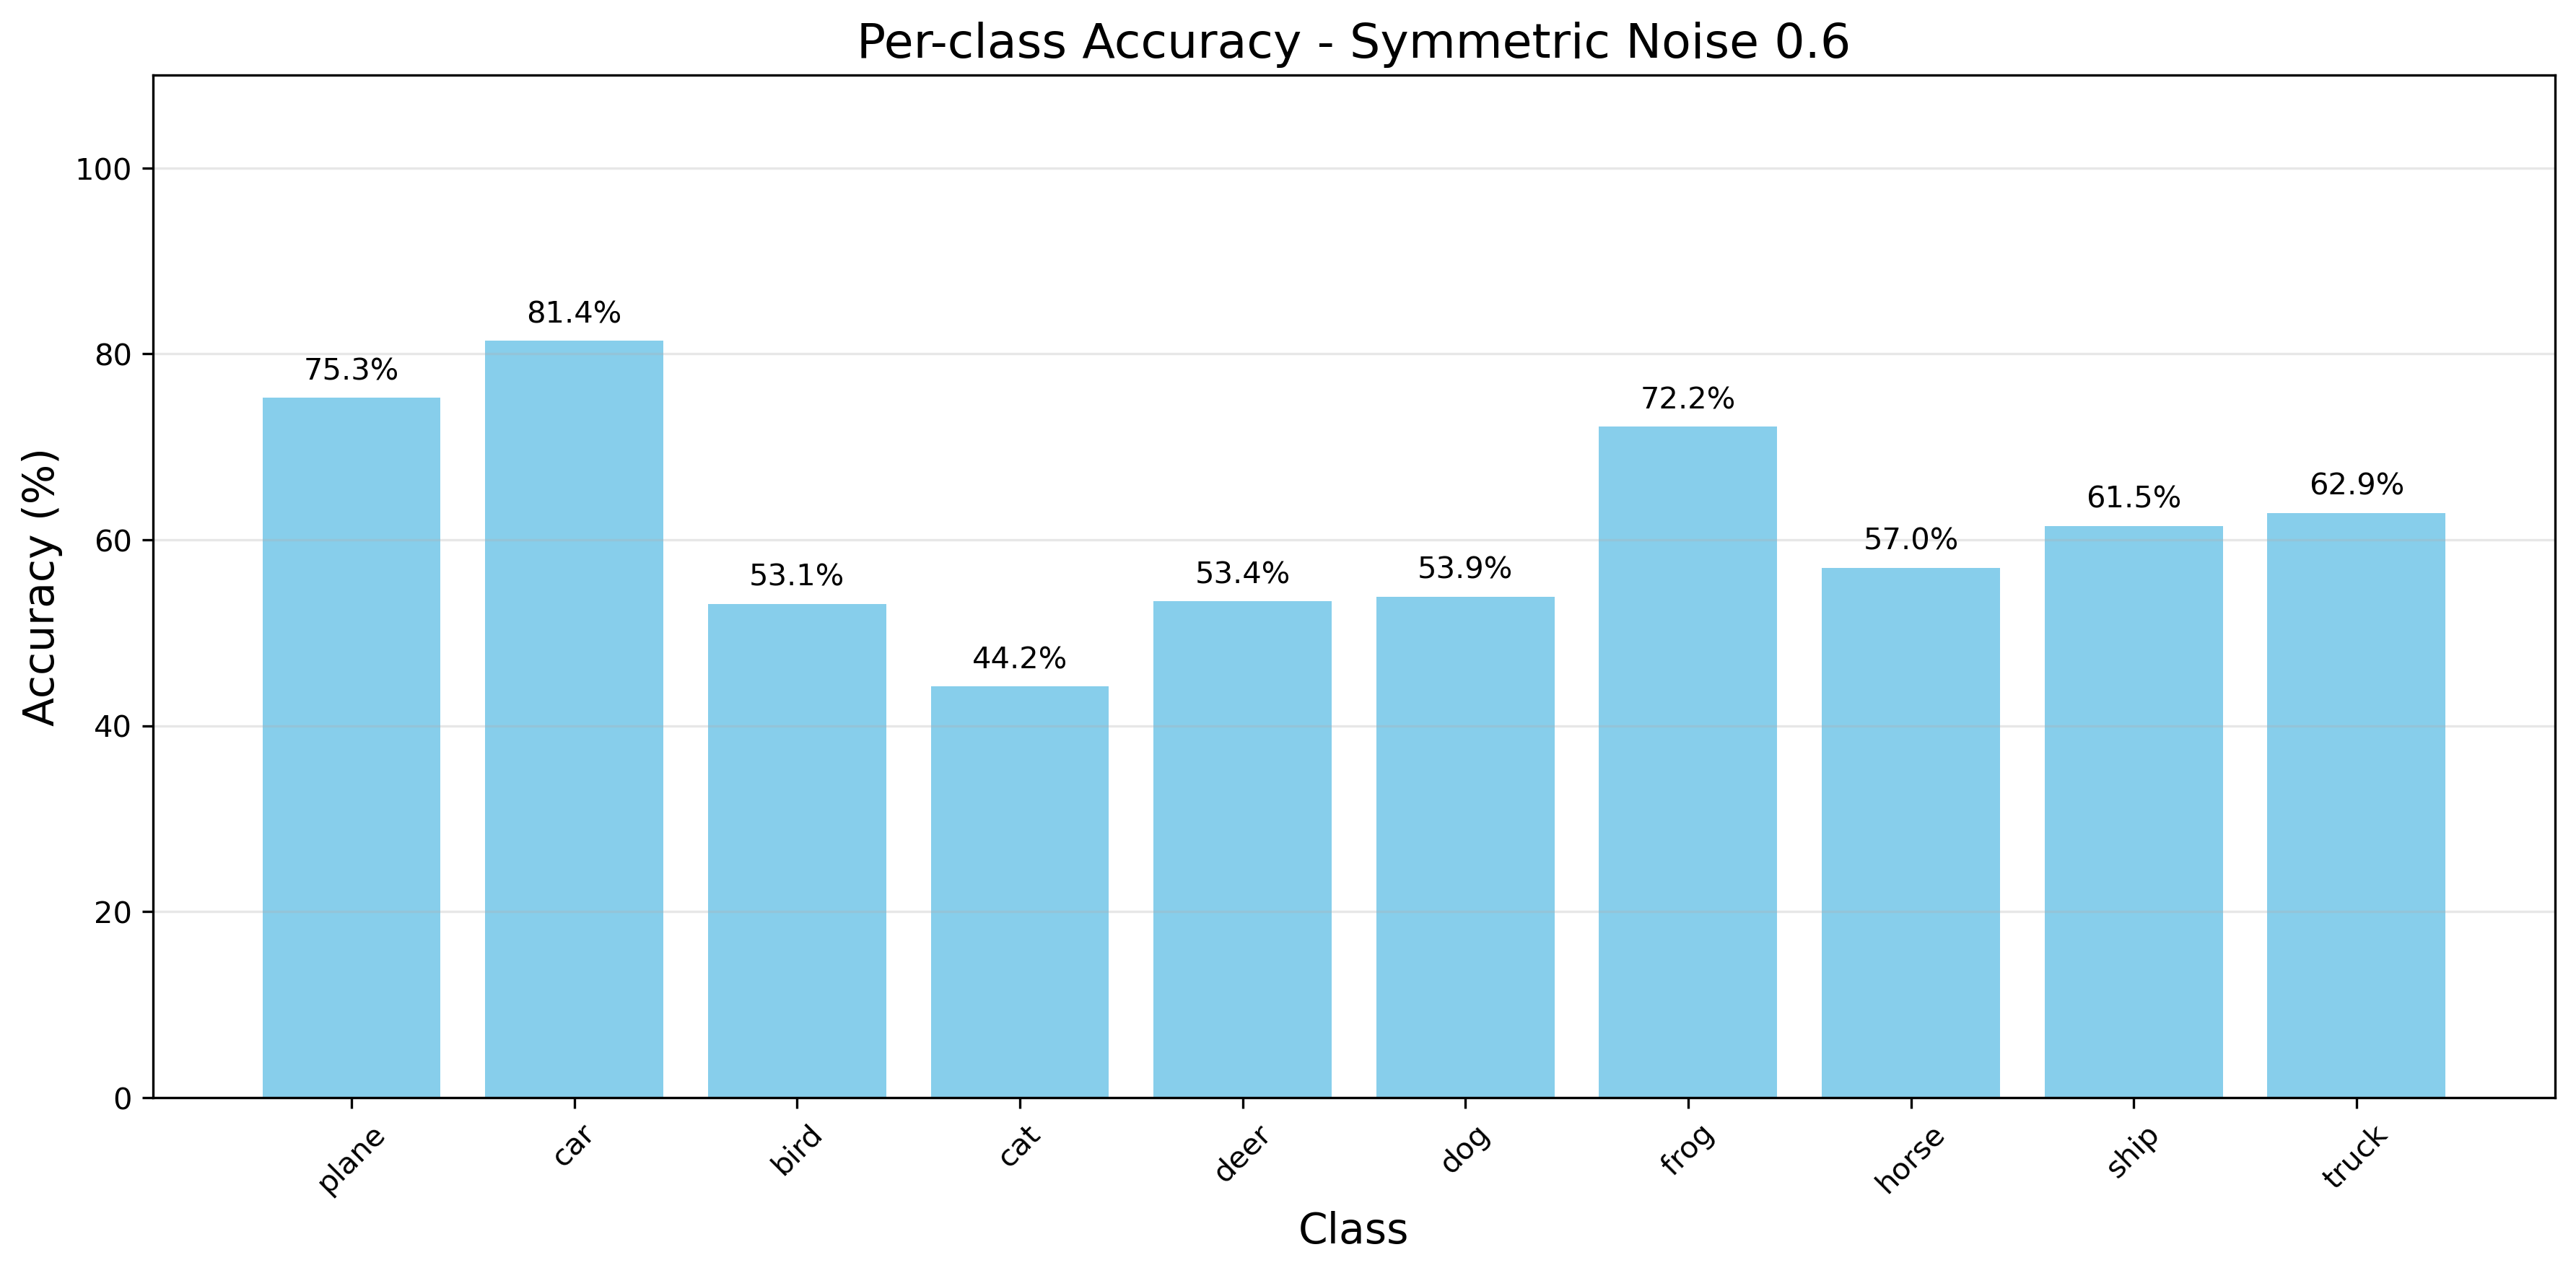 Per-class Accuracy - Symmetric Noise 0.6
Accuracy (%)
100
80
60
40
20
0
75.3%
81.4%
53.1%
44.2%
53.4%
53.9%
72.2%
57.0%
61.5%
62.9%
plane
car
bird
cat
deer
dog
frog
horse
ship
truck
Class